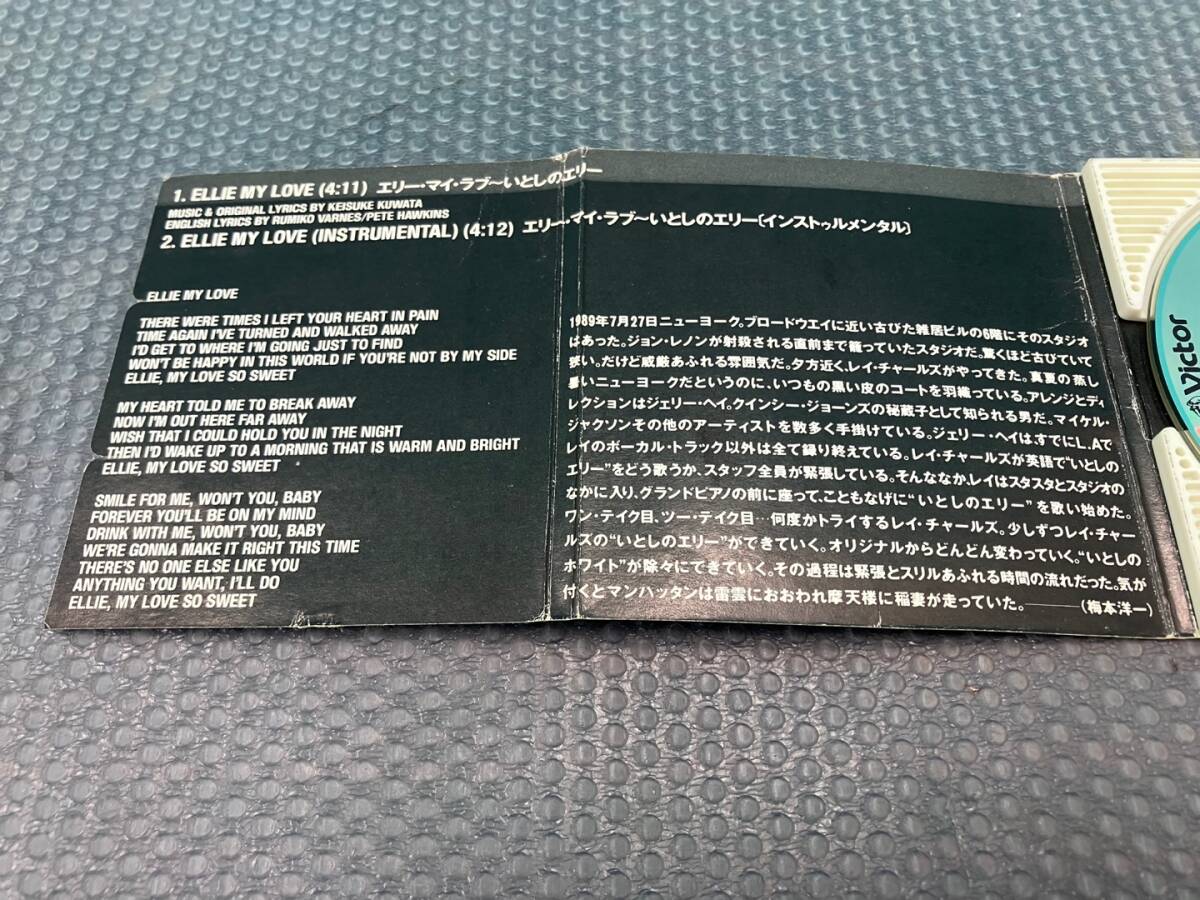 1. ELLIE MY LOVE (4:11) エリー・マイ・ラブ〜いとしのエリー
MUSIC & ORIGINAL LYRICS BY KEISUKE KUWATA
ENGLISH LYRICS BY RUMIKO VARNES/PETE HAWKINS
2. ELLIE MY LOVE (INSTRUMENTAL) (4:12) エリー・マイ・ラブ〜いとしのエリー[インストゥルメンタル]
ELLIE MY LOVE
THERE WERE TIMES I LEFT YOUR HEART IN PAIN
TIME AGAIN I'VE TURNED AND WALKED AWAY
I'D GET TO WHERE I'M GOING JUST TO FIND
WON'T BE HAPPY IN THIS WORLD IF YOU'RE NOT BY MY SIDE
ELLIE, MY LOVE SO SWEET
MY HEART TOLD ME TO BREAK AWAY
NOW I'M OUT HERE FAR AWAY
WISH THAT I COULD HOLD YOU IN THE NIGHT
THEN I'D WAKE UP TO A MORNING THAT IS WARM AND BRIGHT
ELLIE, MY LOVE SO SWEET
SMILE FOR ME, WON'T YOU, BABY
FOREVER YOU'LL BE ON MY MIND
DRINK WITH ME, WON'T YOU, BABY
WE'RE GONNA MAKE IT RIGHT THIS TIME
THERE'S NO ONE ELSE LIKE YOU
ANYTHING YOU WANT, I'LL DO
ELLIE, MY LOVE SO SWEET
1989年7月27日ニューヨーク。ブロードウエイに近い古びた雑居ビルの6階にそのスタジオ
はあった。ジョン・レノンが射殺される直前まで籠っていたスタジオだ。驚くほど古びていて
狭い。だけど威厳あふれる雰囲気だ。夕方近く、レイ・チャールズがやってきた。真夏の蒸し
暑いニューヨークだというのに、いつもの黒い皮のコートを羽織っている。アレンジとディ
レクションはジェリー・ヘイ。クインシー・ジョーンズの秘蔵子として知られる男だ。マイケル・
ジャクソンその他のアーティストを数多く手掛けている。ジェリー・ヘイはすでにL.Aで
レイのボーカル・トラック以外は全て録り終えている。レイ・チャールズが英語で“いとしの
エリー”をどう歌うか、スタッフ全員が緊張している。そんななか、レイはスタスタとスタジオの
なかに入り、グランドピアノの前に座って、こともなげに“いとしのエリー”を歌い始めた。
ワン・テイク目、ツー・テイク目…何度かトライするレイ・チャールズ。少しずつレイ・チャー
ルズの“いとしのエリー”ができていく。オリジナルからどんどん変わっていく。“いとしの
ホワイト”が除々にできていく。その過程は緊張とスリルあふれる時間の流れだった。気が
付くとマンハッタンは雷雲におおわれ摩天楼に稲妻が走っていた。――(梅本洋一)
Victor